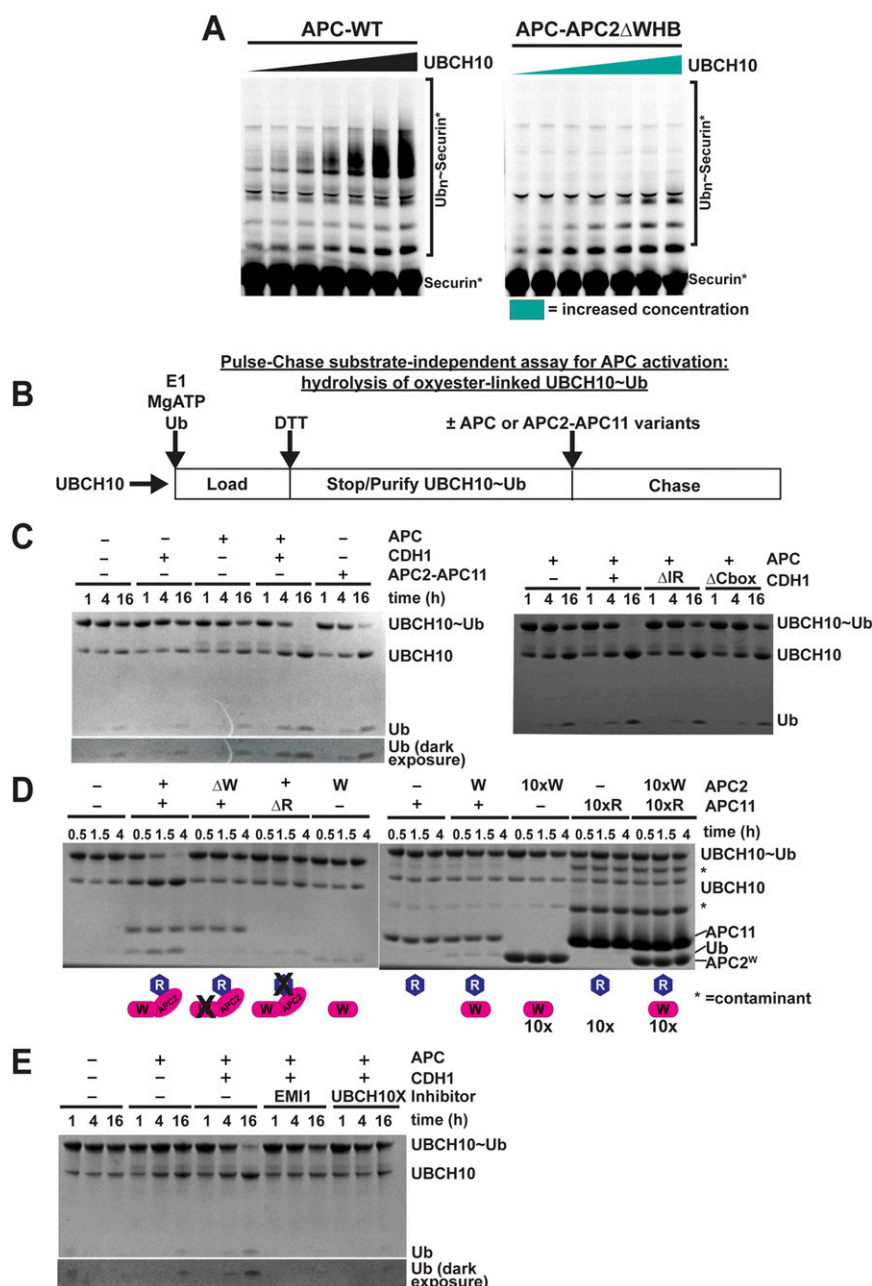 A
APC-WT
APC-APC2ΔWHB
UBCH10
UBCH10
Ubn~Securin*
Ubn~Securin*
Securin*
Securin*
= increased concentration
B
Pulse-Chase substrate-independent assay for APC activation:
hydrolysis of oxyester-linked UBCH10~Ub
E1
MgATP
Ub
DTT
± APC or APC2-APC11 variants
UBCH10
Load
Stop/Purify UBCH10~Ub
Chase
C
– – + + – APC
– + – + – CDH1
– – – – + APC2-APC11
1 4 16 1 4 16 1 4 16 1 4 16 1 4 16 time (h)
UBCH10~Ub
UBCH10
Ub
Ub (dark
exposure)
+ + + + APC
– + ΔIR ΔCbox CDH1
1 4 16 1 4 16 1 4 16 1 4 16 time (h)
UBCH10~Ub
UBCH10
Ub
D
– + ΔW + W – W 10xW – 10xW APC2
– + + ΔR – + + – 10xR 10xR APC11
0.5 1.5 4 0.5 1.5 4 0.5 1.5 4 0.5 1.5 4 0.5 1.5 4 0.5 1.5 4 0.5 1.5 4 0.5 1.5 4 0.5 1.5 4 0.5 1.5 4 time (h)
UBCH10~Ub
*
UBCH10
*
APC11
Ub
APC2W
R R R R R R
W APC2 APC2 W APC2 W W W W
X X
10x 10x 10x
* =contaminant
E
– + + + + APC
– – + + + CDH1
– – – EMI1 UBCH10X Inhibitor
1 4 16 1 4 16 1 4 16 1 4 16 1 4 16 time (h)
UBCH10~Ub
UBCH10
Ub
Ub (dark
exposure)